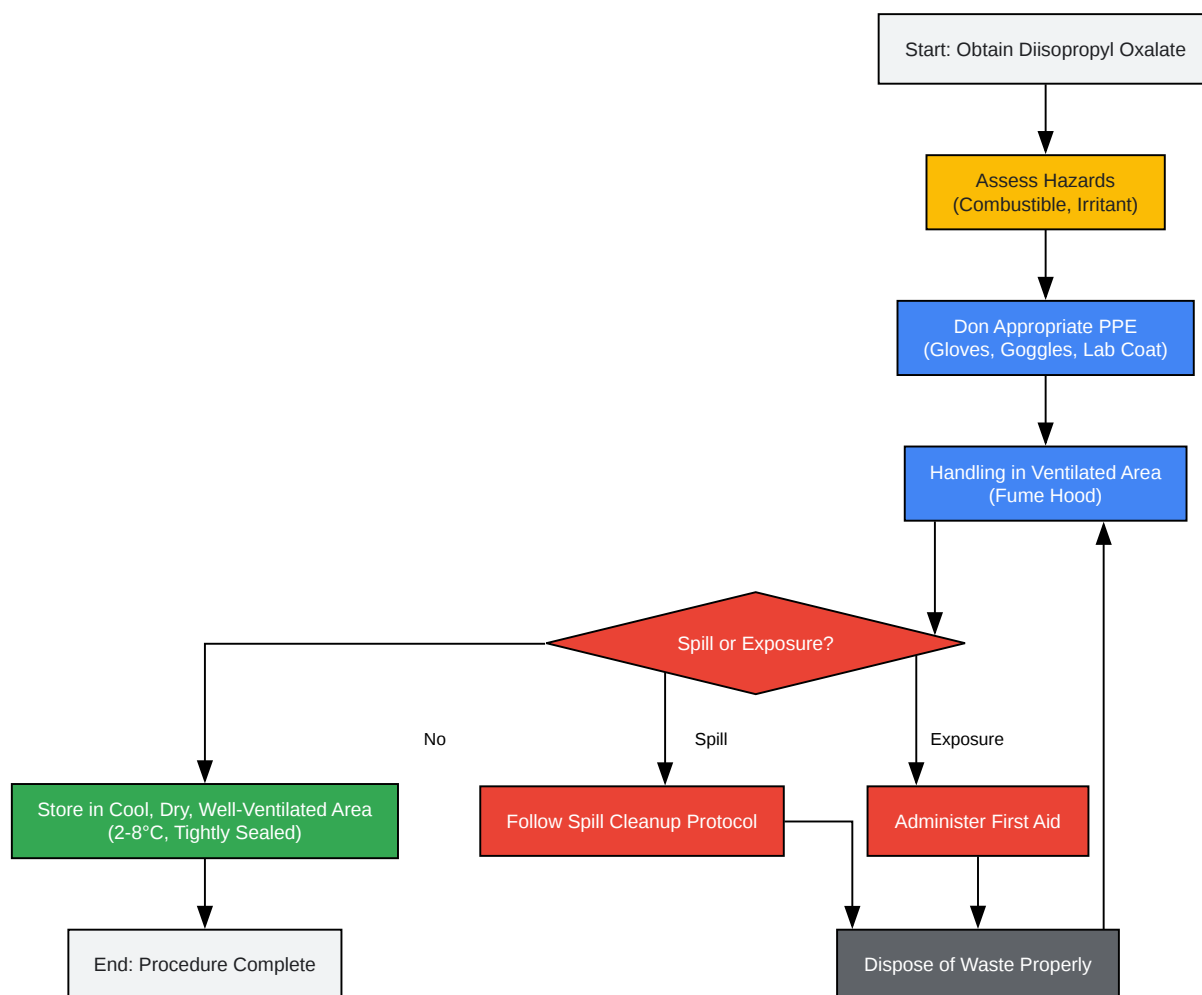 Start: Obtain Diisopropyl Oxalate
Assess Hazards
(Combustible, Irritant)
Don Appropriate PPE
(Gloves, Goggles, Lab Coat)
Handling in Ventilated Area
(Fume Hood)
Spill or Exposure?
No
Spill
Exposure
Store in Cool, Dry, Well-Ventilated Area
(2-8°C, Tightly Sealed)
Follow Spill Cleanup Protocol
Administer First Aid
End: Procedure Complete
Dispose of Waste Properly